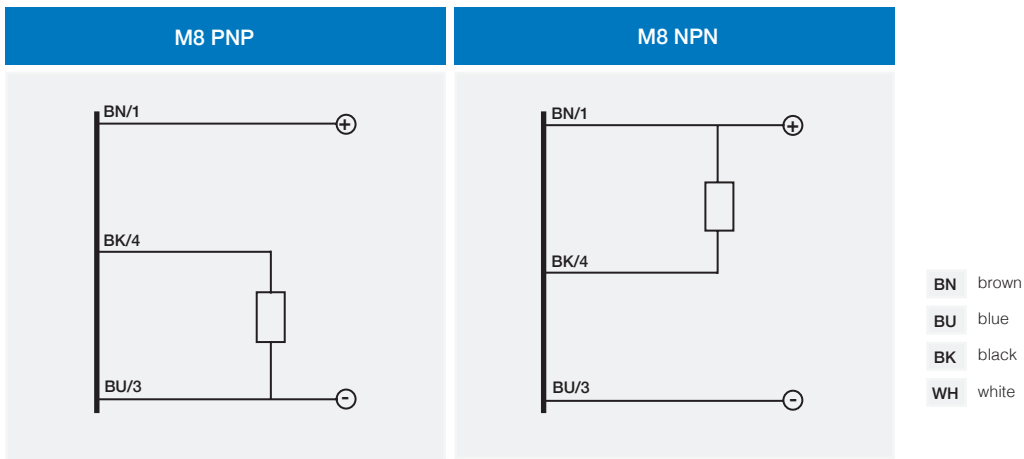 M8 PNP
BN/1
+
BK/4
BU/3
-
M8 NPN
BN/1
+
BK/4
BU/3
-
BN brown
BU blue
BK black
WH white